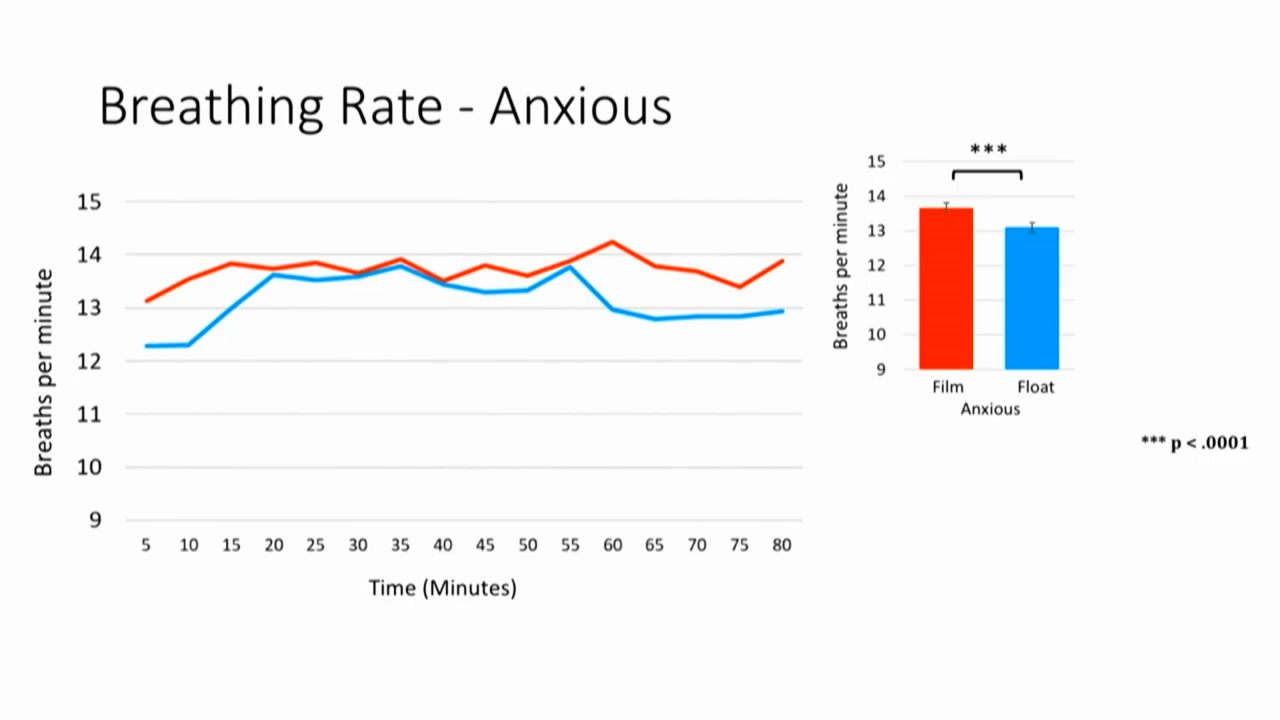 Breathing Rate - Anxious
Breaths per minute
15
14
13
12
11
10
9
5 10 15 20 25 30 35 40 45 50 55 60 65 70 75 80
Time (Minutes)
***
Breaths per minute
15
14
13
12
11
10
9
Film Float
Anxious
*** p < .0001